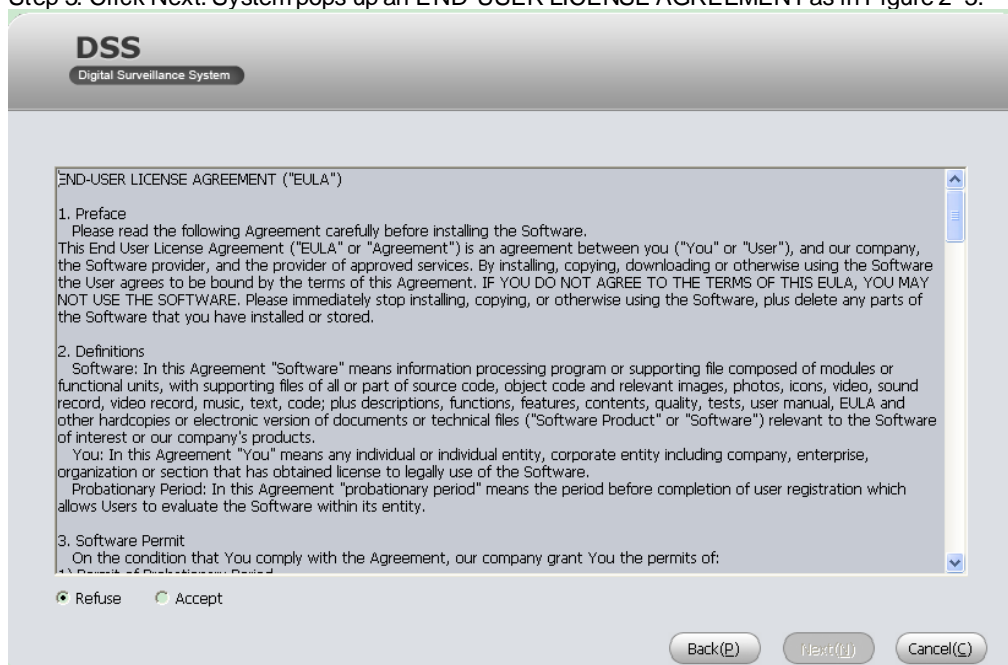 Step 3. Click Next. System pops up an END-USER LICENSE AGREEMENT as in Figure 2-3.
DSS
Digital Surveillance System
END-USER LICENSE AGREEMENT ("EULA")
1. Preface
Please read the following Agreement carefully before installing the Software.
This End User License Agreement ("EULA" or "Agreement") is an agreement between you ("You" or "User"), and our company,
the Software provider, and the provider of approved services. By installing, copying, downloading or otherwise using the Software
the User agrees to be bound by the terms of this Agreement. IF YOU DO NOT AGREE TO THE TERMS OF THIS EULA, YOU MAY
NOT USE THE SOFTWARE. Please immediately stop installing, copying, or otherwise using the Software, plus delete any parts of
the Software that you have installed or stored.
2. Definitions
Software: In this Agreement "Software" means information processing program or supporting file composed of modules or
functional units, with supporting files of all or part of source code, object code and relevant images, photos, icons, video, sound
record, video record, music, text, code; plus descriptions, functions, features, contents, quality, tests, user manual, EULA and
other hardcopies or electronic version of documents or technical files ("Software Product" or "Software") relevant to the Software
of interest or our company's products.
You: In this Agreement "You" means any individual or individual entity, corporate entity including company, enterprise,
organization or section that has obtained license to legally use of the Software.
Probationary Period: In this Agreement "probationary period" means the period before completion of user registration which
allows Users to evaluate the Software within its entity.
3. Software Permit
On the condition that You comply with the Agreement, our company grant You the permits of:
1) Permit of Probationary Period
Refuse Accept
Back(P) Next(N) Cancel(C)